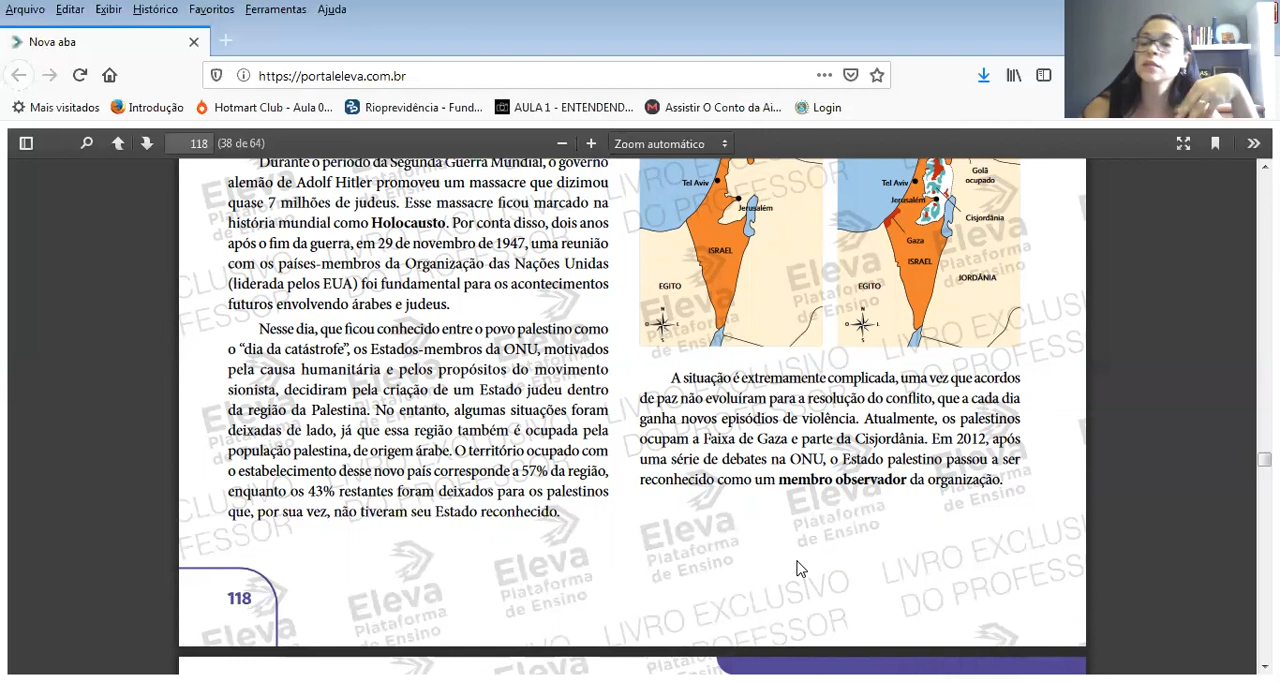 Arquivo Editar Exibir Histórico Favoritos Ferramentas Ajuda
Nova aba
https://portaleleva.com.br
Mais visitados Introdução Hotmart Club - Aula 0... Rioprevidência - Fund... AULA 1 - ENTENDEND... Assistir O Conto da Ai... Login
118 (38 de 64) Zoom automático
Durante o período da Segunda Guerra Mundial, o governo
alemão de Adolf Hitler promoveu um massacre que dizimou
quase 7 milhões de judeus. Esse massacre ficou marcado na
história mundial como Holocausto. Por conta disso, dois anos
após o fim da guerra, em 29 de novembro de 1947, uma reunião
com os países-membros da Organização das Nações Unidas
(liderada pelos EUA) foi fundamental para os acontecimentos
futuros envolvendo árabes e judeus.
Nesse dia, que ficou conhecido entre o povo palestino como
o “dia da catástrofe”, os Estados-membros da ONU, motivados
pela causa humanitária e pelos propósitos do movimento
sionista, decidiram pela criação de um Estado judeu dentro
da região da Palestina. No entanto, algumas situações foram
deixadas de lado, já que essa região também é ocupada pela
população palestina, de origem árabe. O território ocupado com
o estabelecimento desse novo país corresponde a 57% da região,
enquanto os 43% restantes foram deixados para os palestinos
que, por sua vez, não tiveram seu Estado reconhecido.
118
Tel Aviv
Jerusalém
ISRAEL
EGITO
N
O L
S
Golã
ocupado
Tel Aviv
Jerusalém
Cisjordânia
Gaza
ISRAEL
JORDÂNIA
EGITO
N
O L
S
A situação é extremamente complicada, uma vez que acordos
de paz não evoluíram para a resolução do conflito, que a cada dia
ganha novos episódios de violência. Atualmente, os palestinos
ocupam a Faixa de Gaza e parte da Cisjordânia. Em 2012, após
uma série de debates na ONU, o Estado palestino passou a ser
reconhecido como um membro observador da organização.
Eleva
Plataforma
de Ensino
LIVRO EXCLUSIVO
DO PROFESSOR